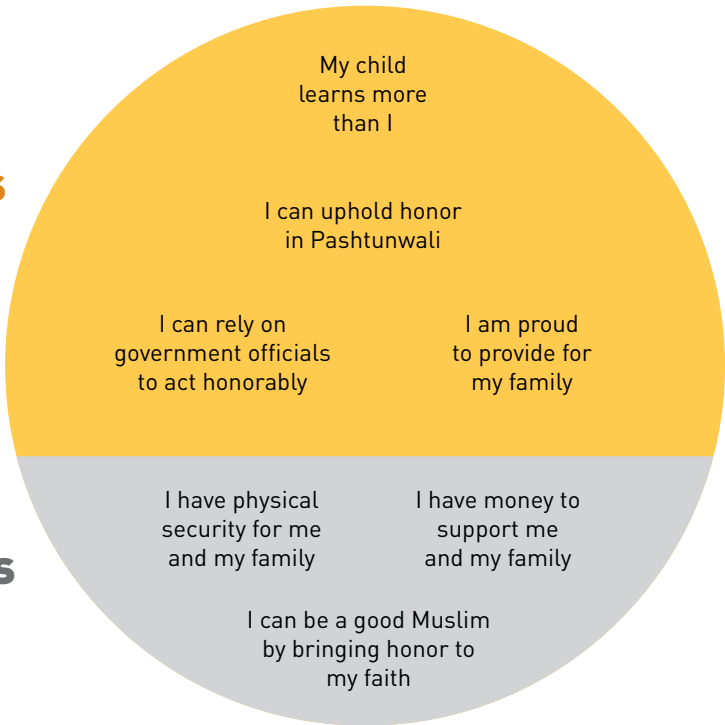 My child
learns more
than I
I can uphold honor
in Pashtunwali
I can rely on
government officials
to act honorably
I am proud
to provide for
my family
I have physical
security for me
and my family
I have money to
support me
and my family
I can be a good Muslim
by bringing honor to
my faith